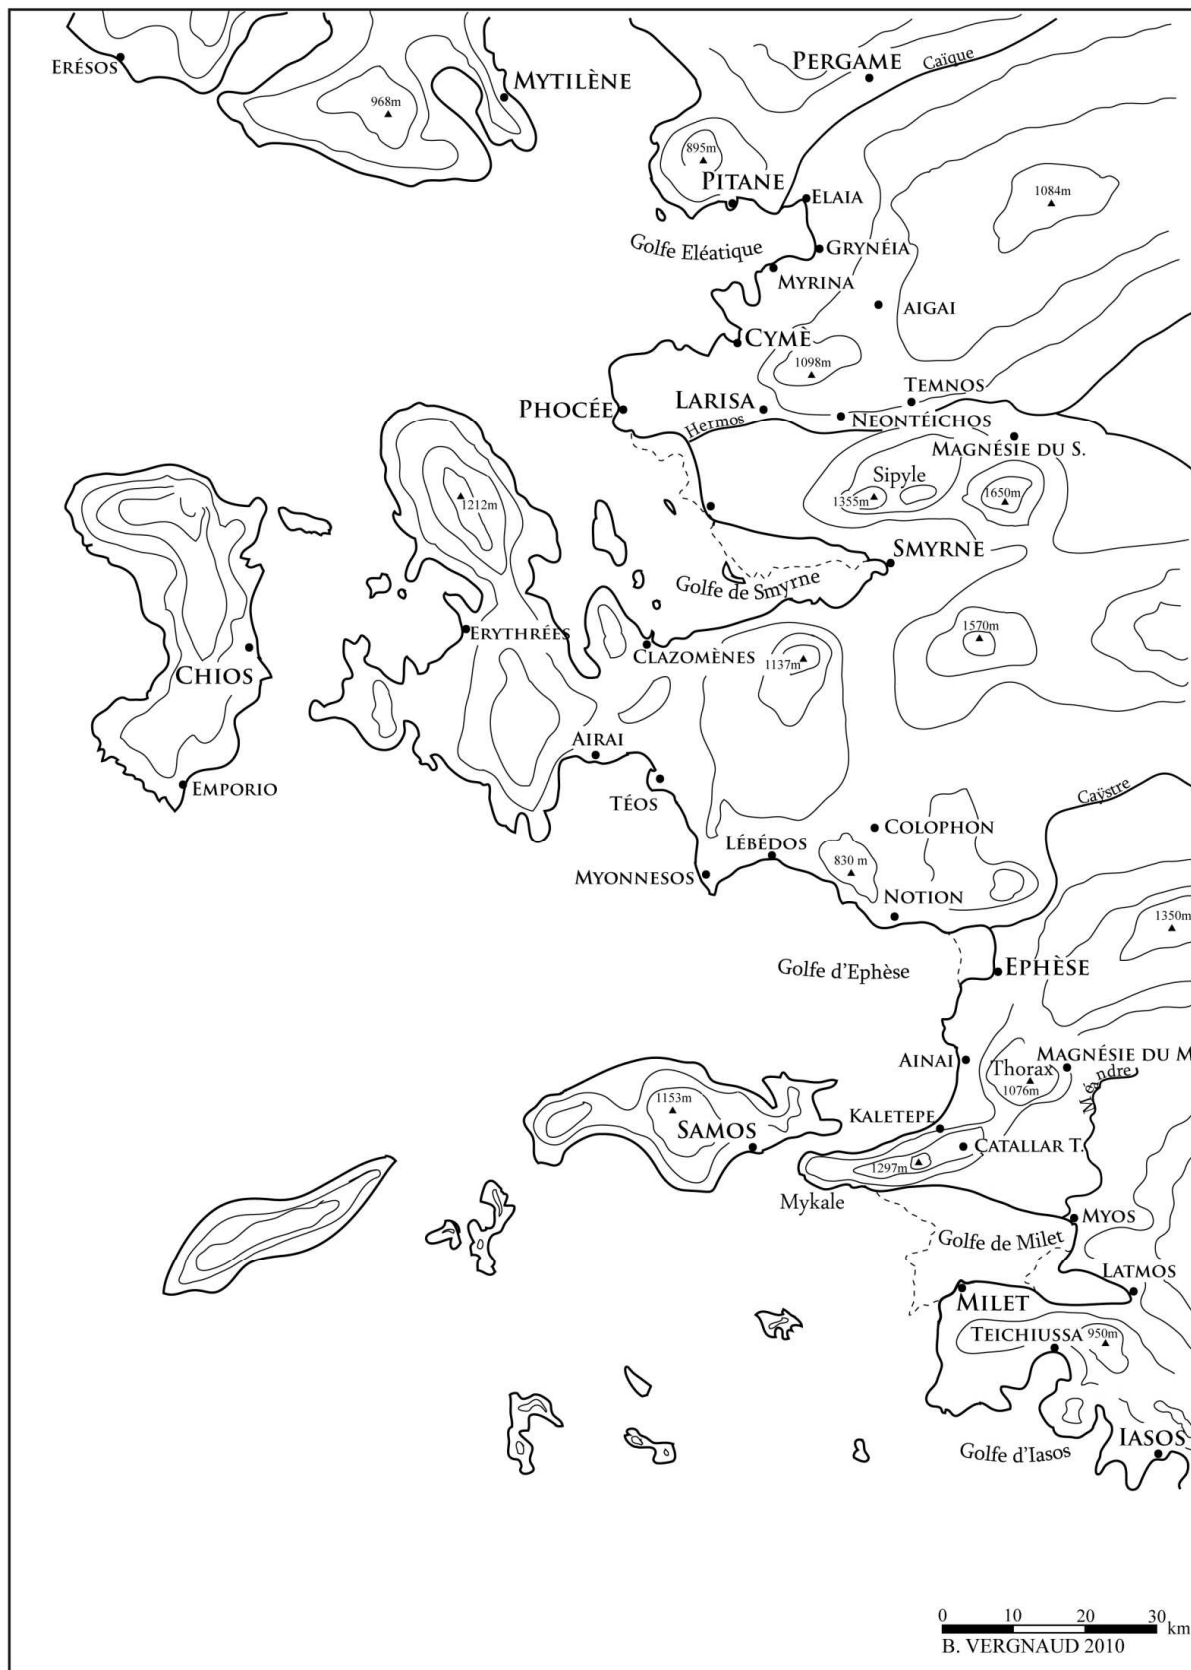 PERGAME
Caïque
ERÉSOS
MYTILÈNE
968m
895m
PITANE
ELAIA
1084m
Golfe Eléatique
GRYNÉIA
MYRINA
AIGAI
CYMÈ
1098m
TEMNOS
PHOCÉE
LARISA
NEONTÉICHOS
Hermos
MAGNÉSIE DU S.
Sipyle
1212m
1355m
1650m
SMYRNE
Golfe de Smyrne
ERYTHRÉES
1570m
CLAZOMÈNES
1137m
CHIOS
AIRAI
EMPORIO
TÉOS
Caÿstre
COLOPHON
LÉBÉDOS
830 m
MYONNESOS
NOTION
1350m
Golfe d'Ephèse
EPHÈSE
AINAI
MAGNÉSIE DU M
Thorax
1076m
Méandre
1153m
KALETEPE
SAMOS
CATALLAR T.
1297m
Mykale
MYOS
Golfe de Milet
LATMOS
MILET
TEICHIUSSA
950m
IASOS
Golfe d'Iasos
0 10 20 30
km
B. VERGNAUD 2010